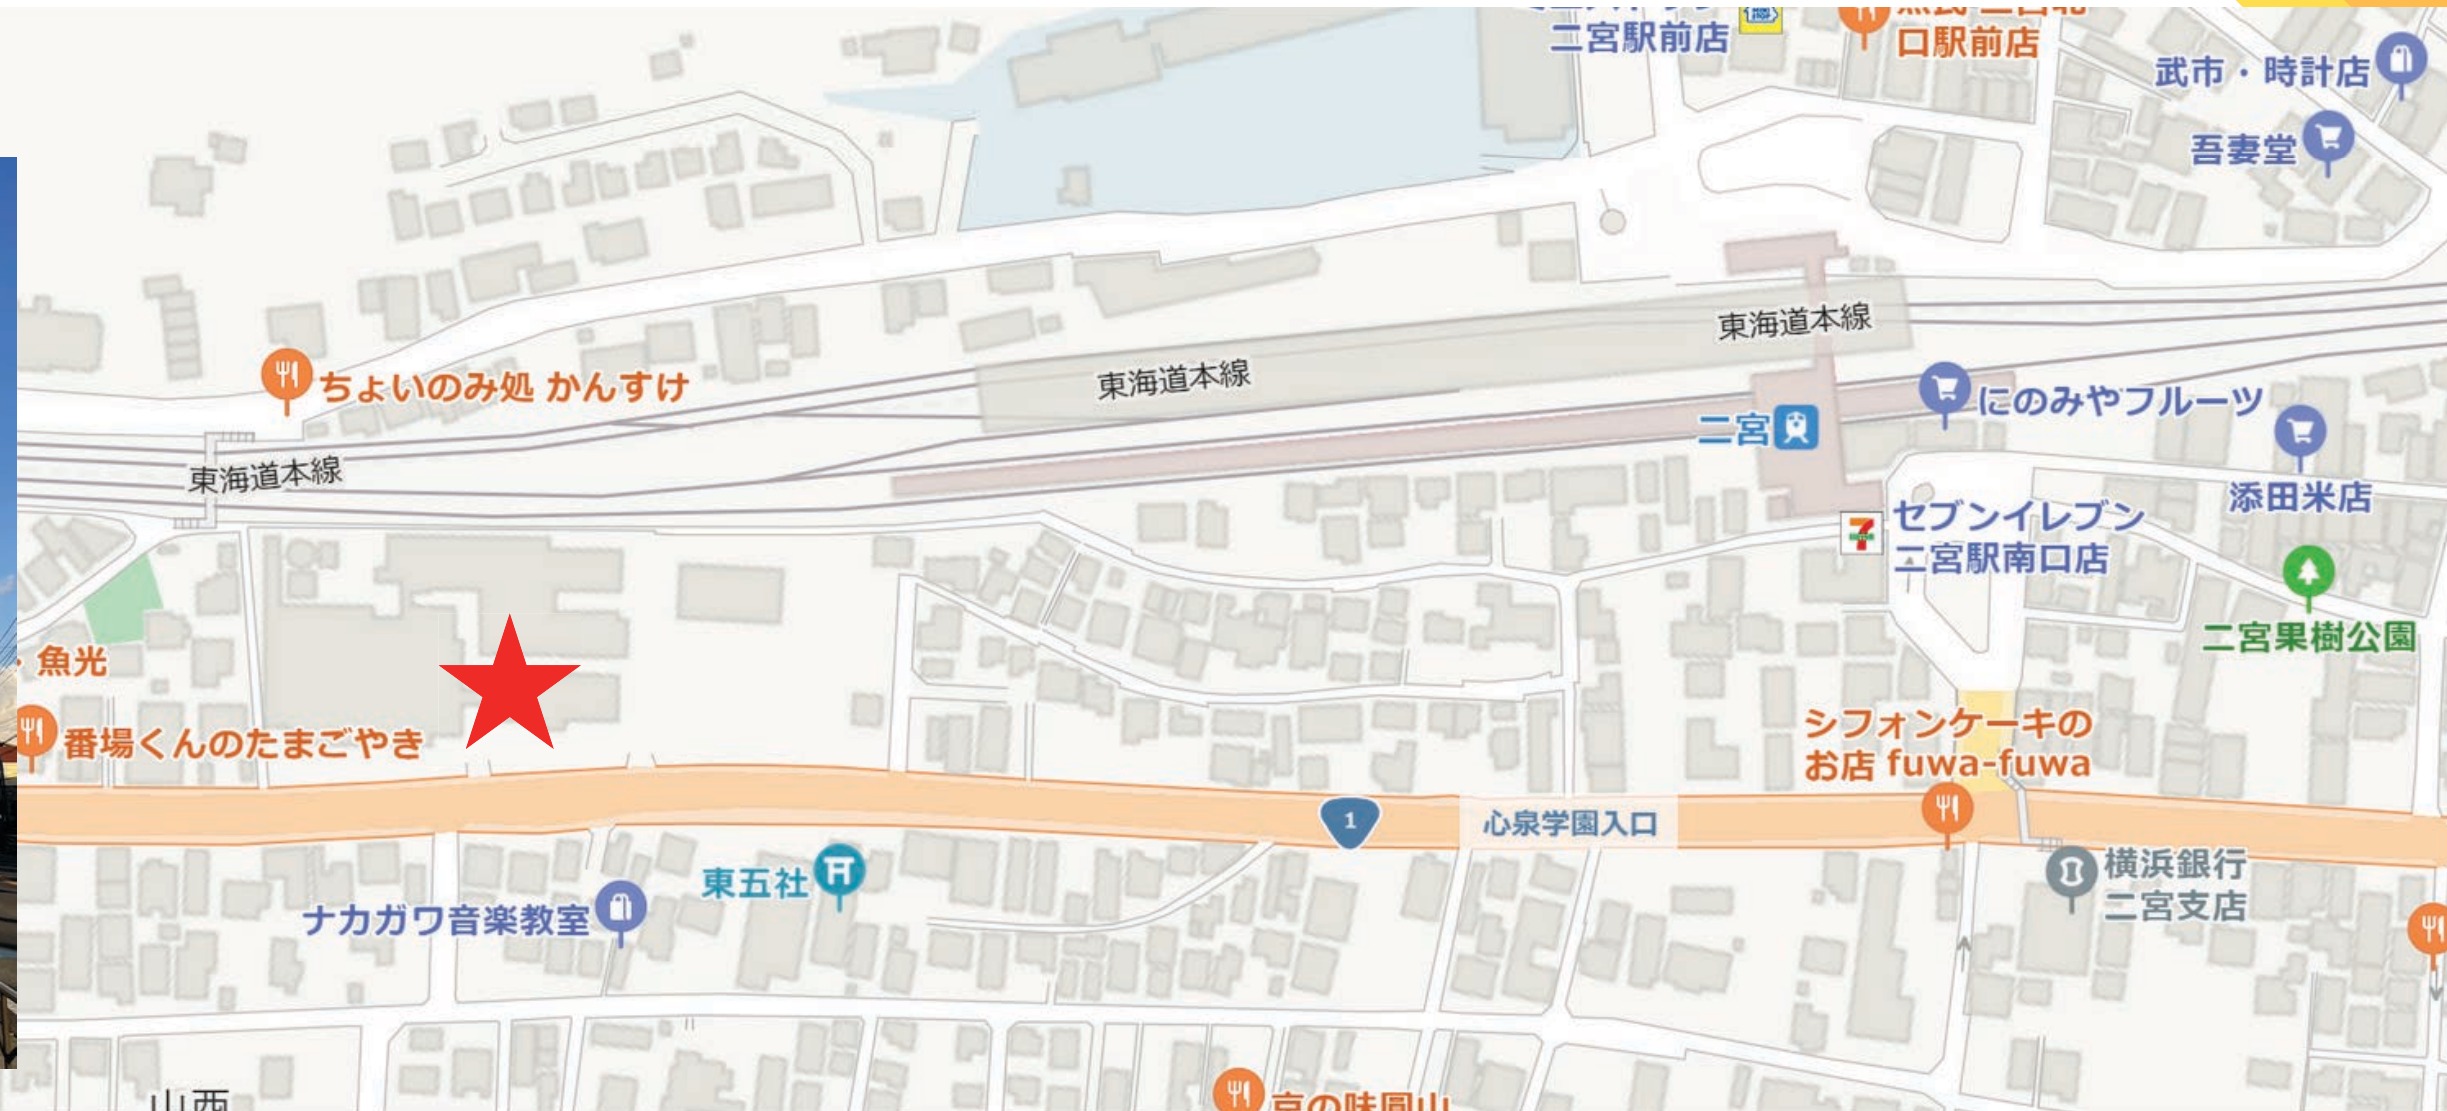 二宮駅前店
口駅前店
武市・時計店
吾妻堂
東海道本線
東海道本線
ちょいのみ処 かんすけ
にのみやフルーツ
二宮
東海道本線
添田米店
セブンイレブン
二宮駅南口店
二宮果樹公園
・魚光
番場くんのたまごやき
シフォンケーキの
お店 fuwa-fuwa
1
心泉学園入口
東五社
横浜銀行
二宮支店
ナカガワ音楽教室
山西